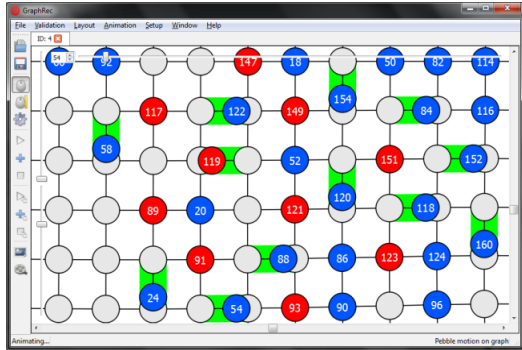 GraphRec
File Validation Layout Animation Setup Window Help
ID: 4
54
147 18 50 82 114
117 122 149 154 84 116
58 119 52 151 152
89 20 121 120 118
91 88 86 123 124 160
24 54 93 90 96
Animating...
Pebble motion on graph